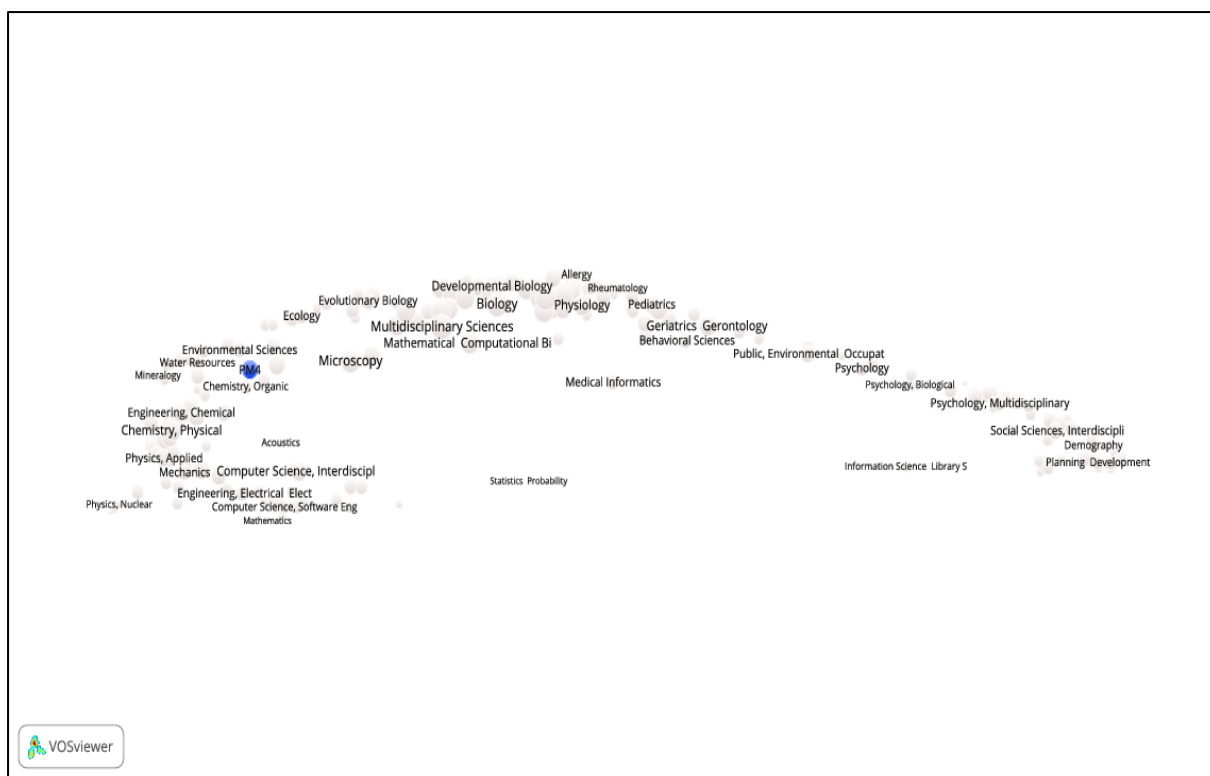 Allergy
Developmental Biology
Rheumatology
Evolutionary Biology
Biology
Physiology
Pediatrics
Ecology
Multidisciplinary Sciences
Geriatrics Gerontology
Mathematical Computational Bi
Behavioral Sciences
Environmental Sciences
Public, Environmental Occupat
Water Resources
Microscopy
PM4
Psychology
Mineralogy
Chemistry, Organic
Medical Informatics
Psychology, Biological
Psychology, Multidisciplinary
Engineering, Chemical
Chemistry, Physical
Social Sciences, Interdiscipli
Acoustics
Demography
Physics, Applied
Planning Development
Information Science Library S
Mechanics
Computer Science, Interdiscipl
Statistics Probability
Engineering, Electrical Elect
Physics, Nuclear
Computer Science, Software Eng
Mathematics
VOSviewer